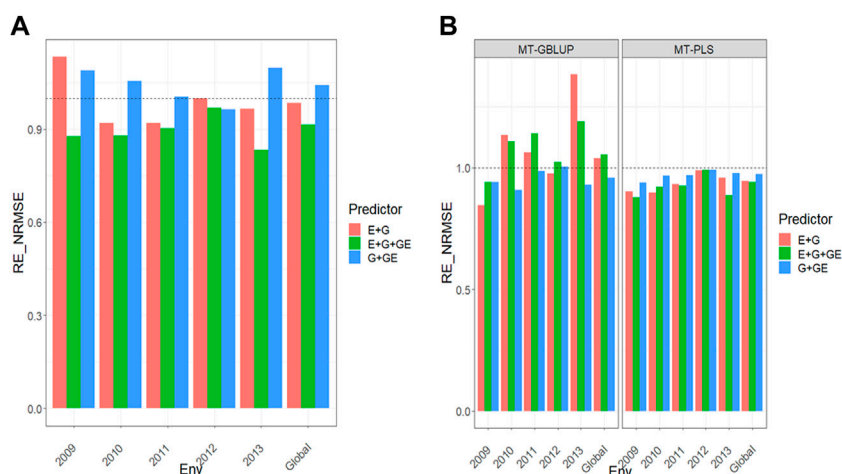 A
RE_NRMSE
0.9
0.6
0.3
0.0
2009
2010
2011
2012
2013
Global
Env
Predictor
E+G
E+G+GE
G+GE
B
MT-GBLUP
MT-PLS
RE_NRMSE
1.0
0.5
0.0
2009
2010
2011
2012
2013
Global
2009
2010
2011
2012
2013
Global
Env
Predictor
E+G
E+G+GE
G+GE